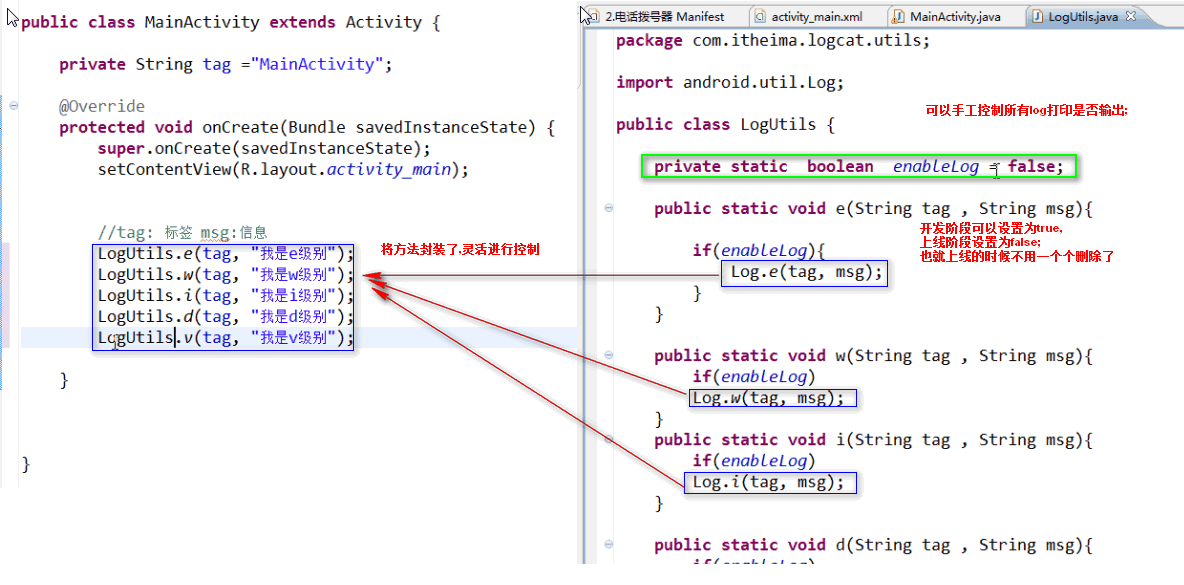 public class MainActivity extends Activity {
private String tag ="MainActivity";
@Override
protected void onCreate(Bundle savedInstanceState) {
super.onCreate(savedInstanceState);
setContentView(R.layout.activity_main);
//tag: 标签 msg:信息
LogUtils.e(tag, "我是e级别");
LogUtils.w(tag, "我是w级别");
LogUtils.i(tag, "我是i级别");
LogUtils.d(tag, "我是d级别");
LogUtils.v(tag, "我是v级别");
}
}
将方法封装了,灵活进行控制
2.电话拨号器 Manifest
activity_main.xml
MainActivity.java
LogUtils.java
package com.itheima.logcat.utils;
import android.util.Log;
可以手工控制所有log打印是否输出;
public class LogUtils {
private static boolean enableLog = false;
public static void e(String tag , String msg){
开发阶段可以设置为true,
上线阶段设置为false;
也就上线的时候不用一个个删除了
if(enableLog){
Log.e(tag, msg);
}
}
public static void w(String tag , String msg){
if(enableLog)
Log.w(tag, msg);
}
public static void i(String tag , String msg){
if(enableLog)
Log.i(tag, msg);
}
public static void d(String tag , String msg){
if(enableLog)